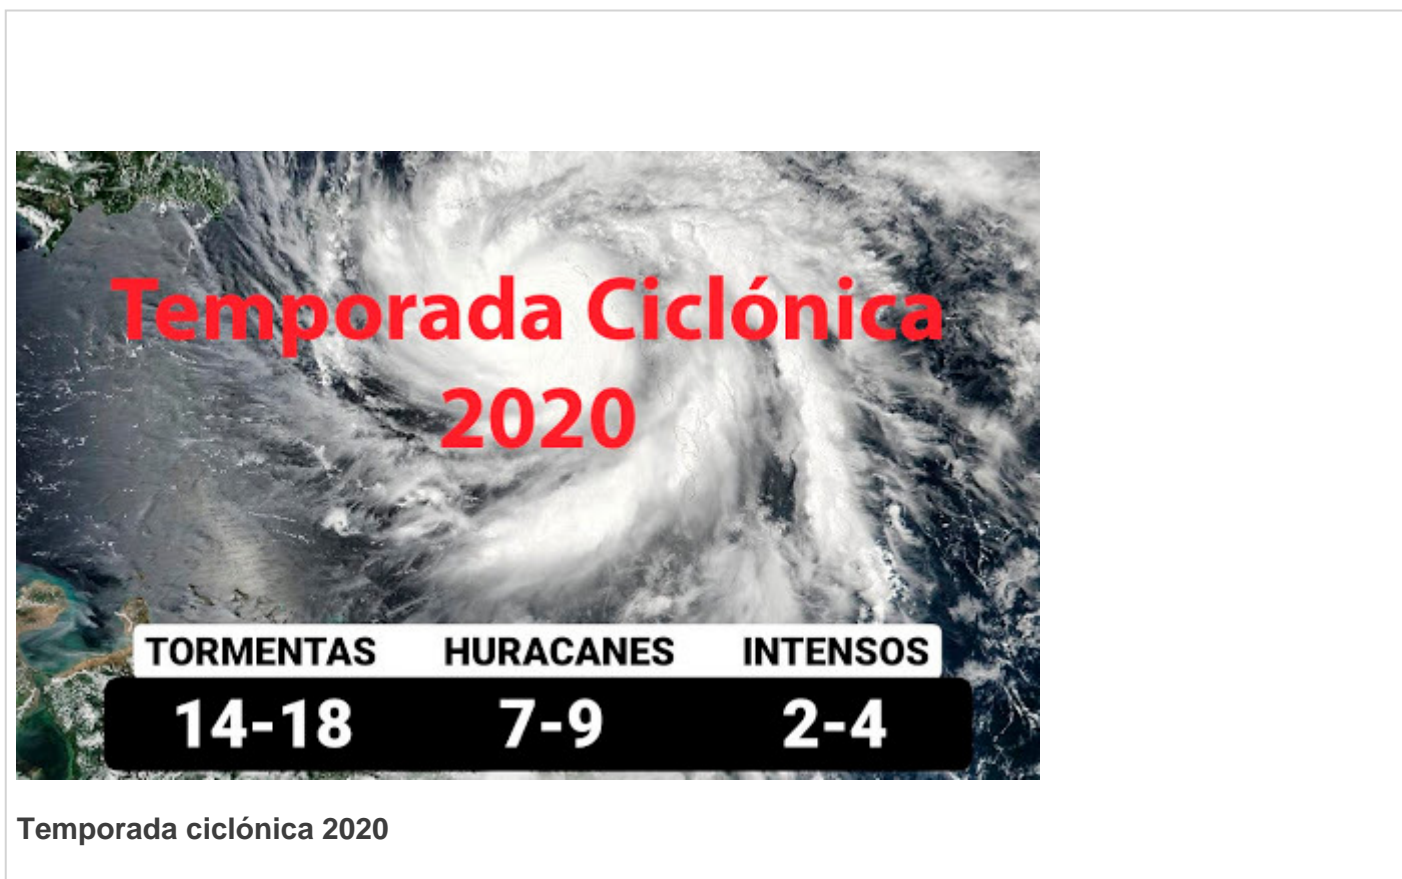 Temporada Ciclónica
2020
TORMENTAS HURACANES INTENSOS
14-18 7-9 2-4
Temporada ciclónica 2020